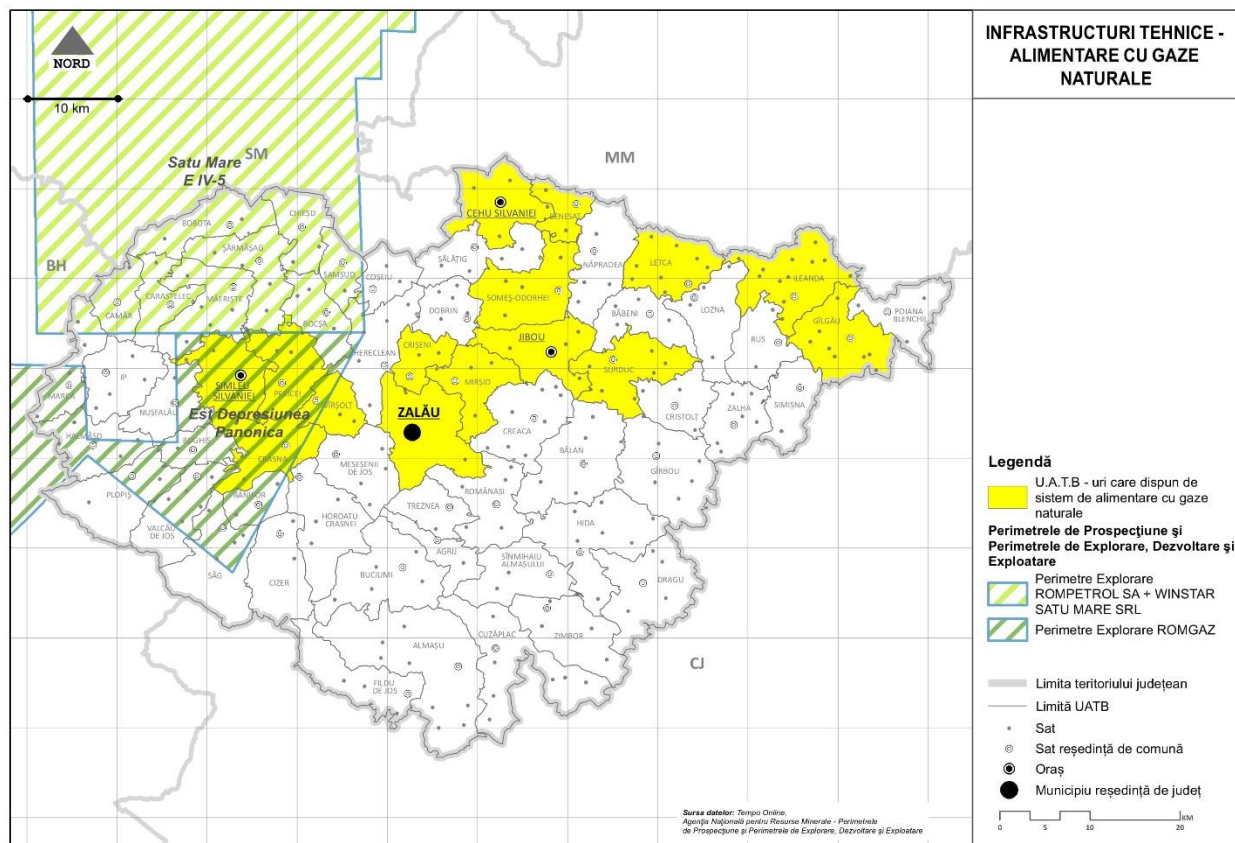 INFRASTRUCTURI TEHNICE -
ALIMENTARE CU GAZE
NATURALE
NORD
10 km
Satu Mare
E IV-5
SM
MM
BH
CJ
BOBOTA
CHIEȘD
ȘĂRMĂȘAG
SAMȘUD
COȘEIU
CARASTELEC
MĂERIȘTE
CAMĂR
BOCȘA
CEHU SILVANIEI
BENESAT
SĂLĂȚIG
NĂPRADEA
LETCA
ILEANDA
SOMEȘ-ODORHEI
DOBRIN
BĂBENI
LOZNA
GÎLGĂU
POIANA
BLENCHII
RUS
JIBOU
CRIȘENI
HERECLEAN
MIRȘID
SURDUC
IP
MARCA
NUȘFALĂU
SIMLEU
SILVANIEI
PERICEI
VÎRȘOLȚ
Est Depresiunea
Panonica
HALMĂȘD
BOGHIȘ
CRASNA
ZALĂU
CREACA
CRISTOLȚ
ZALHA
SIMIȘNA
BĂLAN
GÎRBOU
MESEȘENII
DE JOS
PLOPIȘ
BĂNIȘOR
VALCĂU
DE JOS
HOROATU
CRASNEI
TREZNEA
ROMÂNAȘI
HIDA
AGRIJ
SÎNMIHAIU
ALMAȘULUI
DRAGU
SÎG
CIZER
BUCIUMI
CUZĂPLAC
ZIMBOR
ALMAȘU
FILDU
DE JOS
Legendă
U.A.T.B - uri care dispun de
sistem de alimentare cu gaze
naturale
Perimetrele de Prospecţiune şi
Perimetrele de Explorare, Dezvoltare şi
Exploatare
Perimetre Explorare
ROMPETROL SA + WINSTAR
SATU MARE SRL
Perimetre Explorare ROMGAZ
Limita teritoriului județean
Limită UATB
Sat
Sat reședință de comună
Oraș
Municipiu reședință de județ
KM
0 5 10 20
Sursa datelor: Tempo Online,
Agenția Națională pentru Resurse Minerale - Perimetrele
de Prospecțiune și Perimetrele de Explorare, Dezvoltare și Exploatare